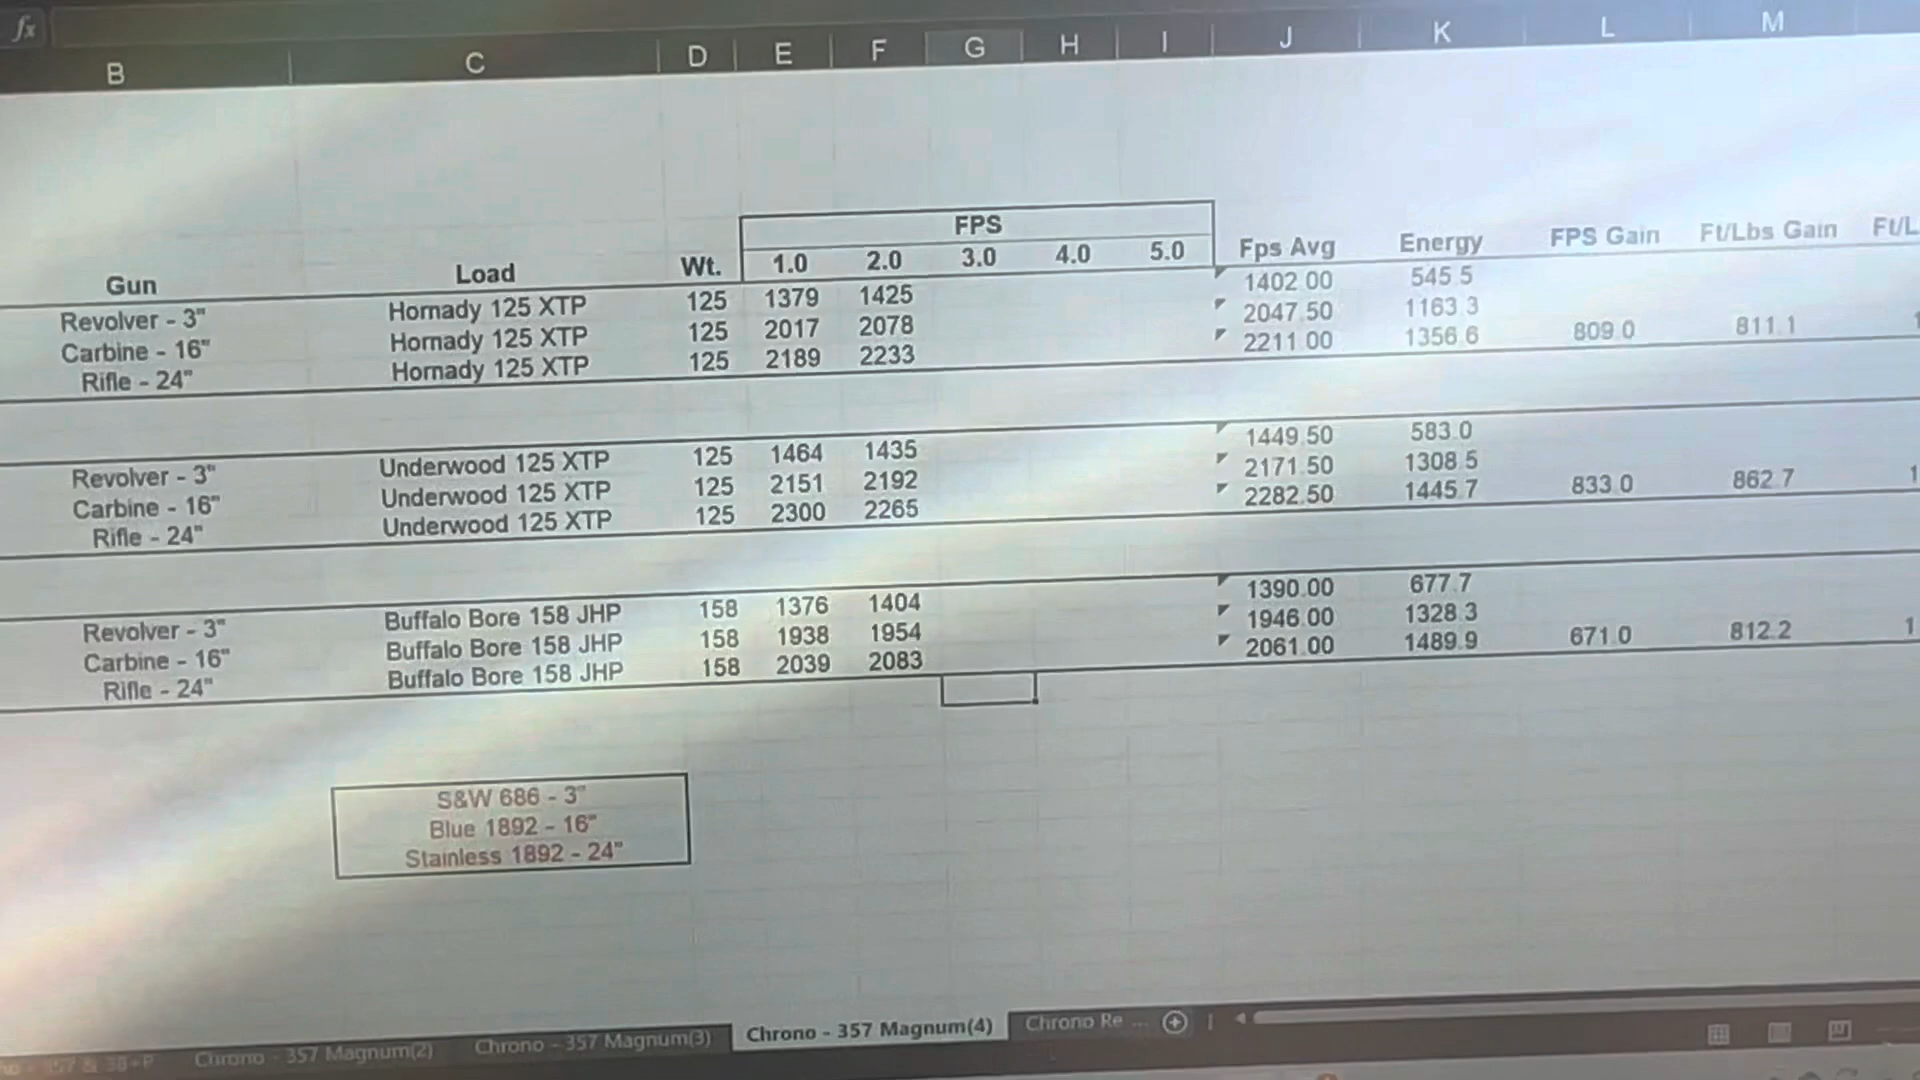 fx
B C D E F G H I J K L M
FPS
Gun Load Wt. 1.0 2.0 3.0 4.0 5.0 Fps Avg Energy FPS Gain Ft/Lbs Gain Ft/L
Revolver - 3" Hornady 125 XTP 125 1379 1425 1402.00 545.5
Carbine - 16" Hornady 125 XTP 125 2017 2078 2047.50 1163.3
Rifle - 24" Hornady 125 XTP 125 2189 2233 2211.00 1356.6 809.0 811.1 1
Revolver - 3" Underwood 125 XTP 125 1464 1435 1449.50 583.0
Carbine - 16" Underwood 125 XTP 125 2151 2192 2171.50 1308.5
Rifle - 24" Underwood 125 XTP 125 2300 2265 2282.50 1445.7 833.0 862.7 1
Revolver - 3" Buffalo Bore 158 JHP 158 1376 1404 1390.00 677.7
Carbine - 16" Buffalo Bore 158 JHP 158 1938 1954 1946.00 1328.3
Rifle - 24" Buffalo Bore 158 JHP 158 2039 2083 2061.00 1489.9 671.0 812.2 1
S&W 686 - 3"
Blue 1892 - 16"
Stainless 1892 - 24"
357 & 38+P Chrono - 357 Magnum(2) Chrono - 357 Magnum(3) Chrono - 357 Magnum(4) Chrono Re ...